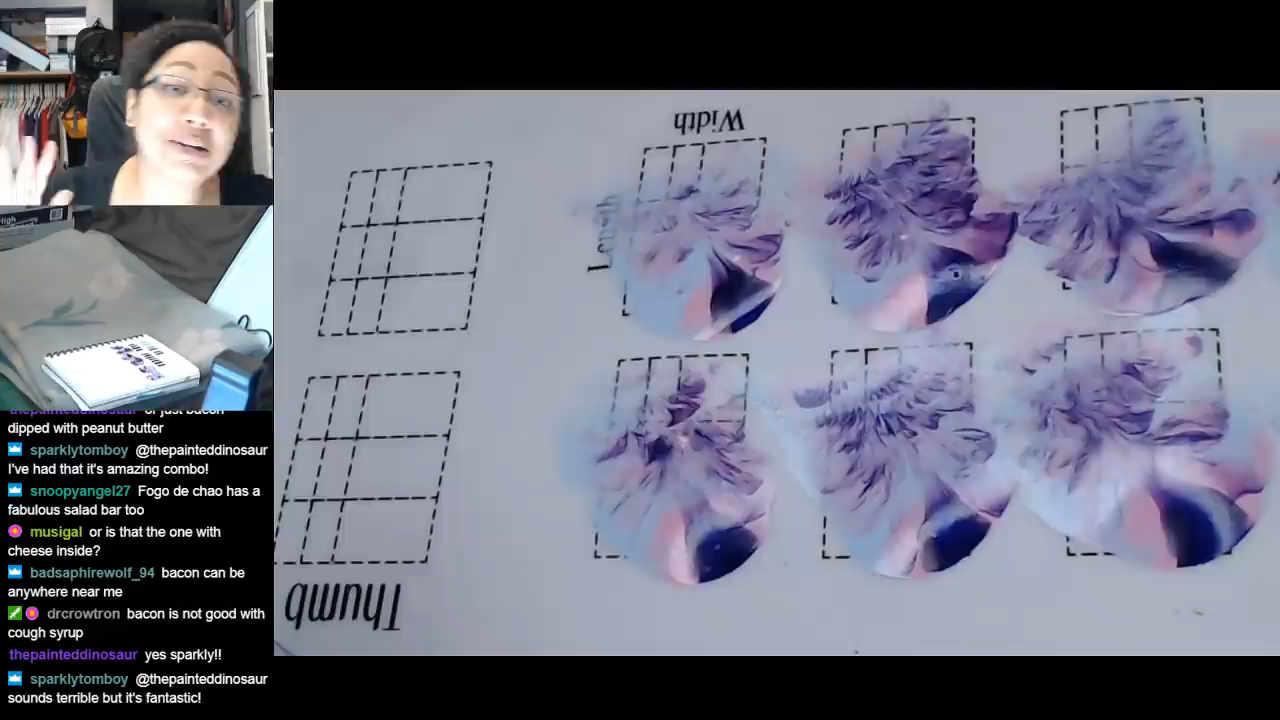 High
Width
Thumb
thepainteddinosaur or just bacon
dipped with peanut butter
sparklytomboy @thepainteddinosaur
I've had that it's amazing combo!
snoopyangel27 Fogo de chao has a
fabulous salad bar too
musigal or is that the one with
cheese inside?
badsaphirewolf_94 bacon can be
anywhere near me
drcrowtron bacon is not good with
cough syrup
thepainteddinosaur yes sparkly!!
sparklytomboy @thepainteddinosaur
sounds terrible but it's fantastic!